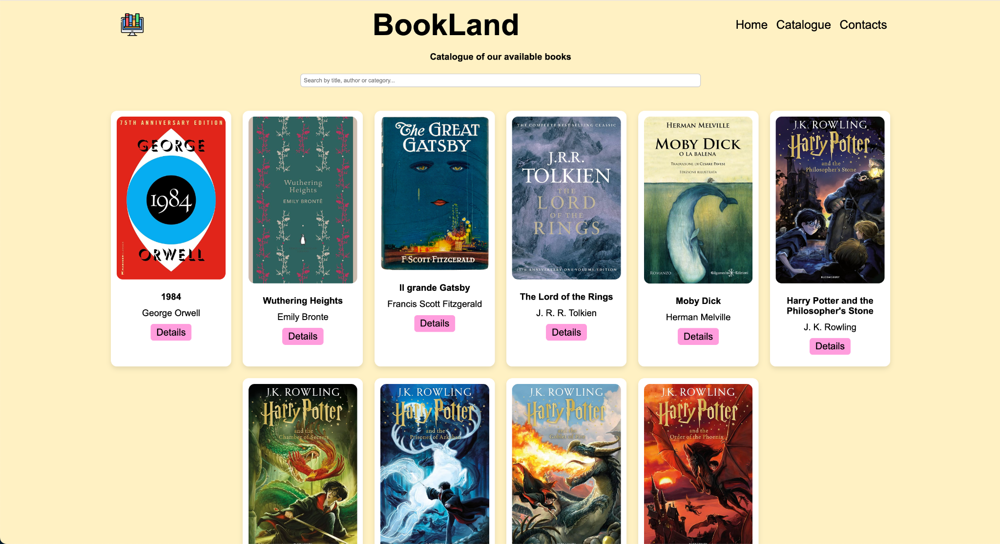 BookLand
Home Catalogue Contacts
Catalogue of our available books
Search by title, author or category...
75TH ANNIVERSARY EDITION
GEORGE
1984
ORWELL
1984
George Orwell
Details
Wuthering
Heights
EMILY BRONTË
Wuthering Heights
Emily Bronte
Details
The GREAT
GATSBY
F·SCOTT·FITZGERALD
Il grande Gatsby
Francis Scott Fitzgerald
Details
THE COMPLETE BEST-SELLING CLASSIC
J.R.R.
TOLKIEN
THE
LORD
OF THE
RINGS
50TH ANNIVERSARY ONE-VOLUME EDITION
The Lord of the Rings
J. R. R. Tolkien
Details
HERMAN MELVILLE
MOBY DICK
O LA BALENA
TRADUZIONE DI CESARE PAVESE
EDIZIONE ILLUSTRATA
ROMANZO
Gilgamesh Edizioni
Moby Dick
Herman Melville
Details
J.K. ROWLING
Harry Potter
and the
Philosopher's Stone
BLOOMSBURY
Harry Potter and the
Philosopher's Stone
J. K. Rowling
Details
J.K. ROWLING
Harry Potter
and the
Chamber of Secrets
J.K. ROWLING
Harry Potter
and the
Prisoner of Azkaban
J.K. ROWLING
Harry Potter
and the
Goblet of Fire
J.K. ROWLING
Harry Potter
and the
Order of the Phoenix